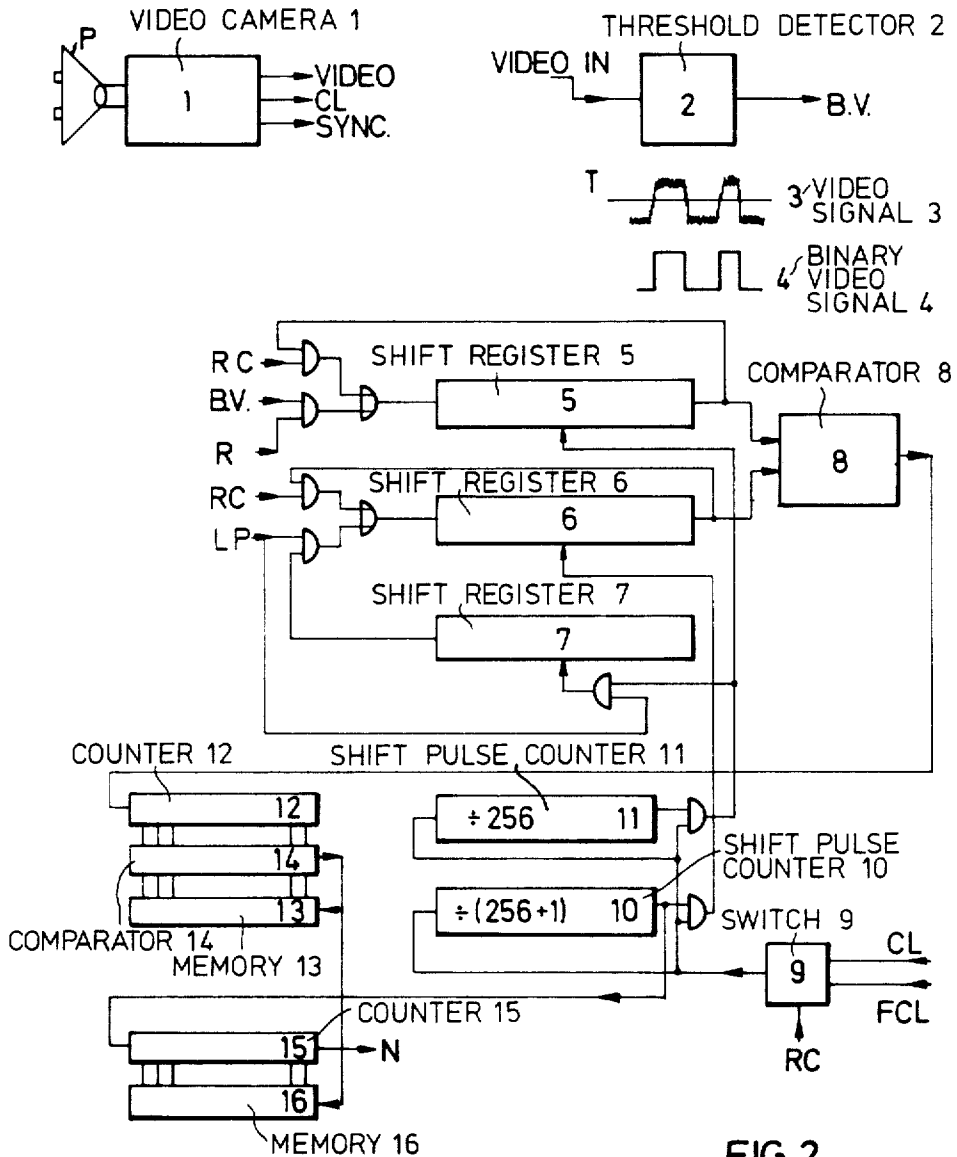 VIDEO CAMERA 1
P
1
VIDEO
CL
SYNC.
THRESHOLD DETECTOR 2
VIDEO IN
2
B.V.
T
3 VIDEO
SIGNAL 3
4 BINARY
VIDEO
SIGNAL 4
RC
B.V.
R
SHIFT REGISTER 5
5
COMPARATOR 8
8
RC
LP
SHIFT REGISTER 6
6
SHIFT REGISTER 7
7
COUNTER 12
12
14
13
COMPARATOR 14
MEMORY 13
SHIFT PULSE COUNTER 11
÷256 11
SHIFT PULSE
COUNTER 10
÷(256+1) 10
SWITCH 9
9
CL
FCL
RC
COUNTER 15
15
N
16
MEMORY 16
FIG.2